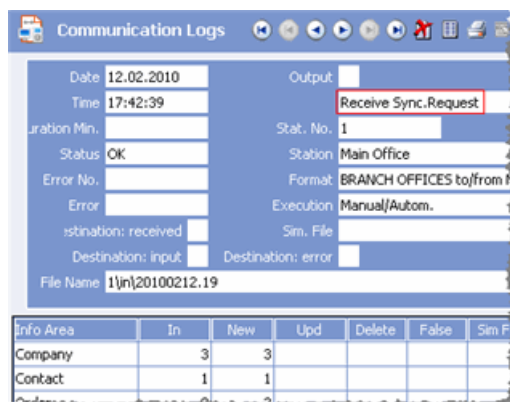 Communication Logs
Date 12.02.2010 Output
Time 17:42:39 Receive Sync.Request
uration Min. Stat. No. 1
Status OK Station Main Office
Error No. Format BRANCH OFFICES to/from
Error Execution Manual/Autom.
stination: received Sim. File
Destination: input Destination: error
File Name 1\in\20100212.19
Info Area In New Upd Delete False Sim F
Company 3 3
Contact 1 1